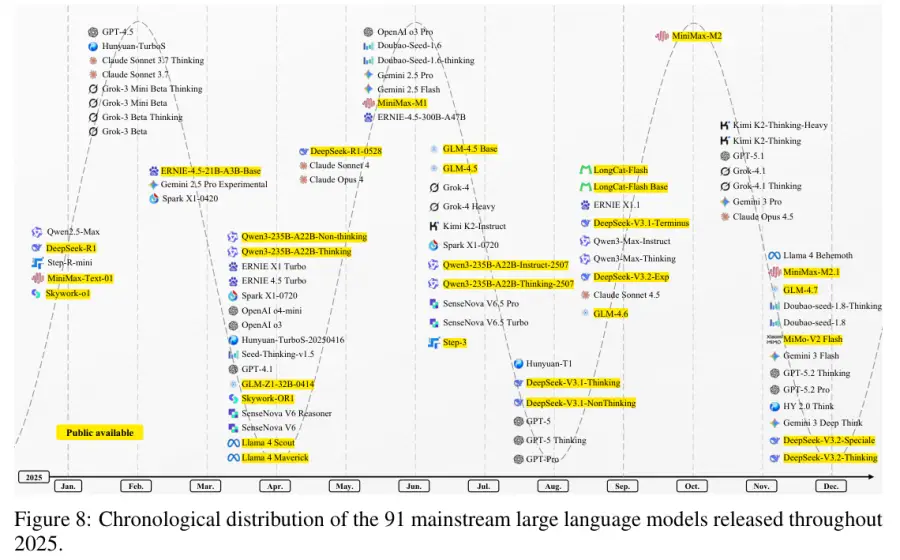 GPT-4.5
Hunyuan-TurboS
Claude Sonnet 3.7 Thinking
Claude Sonnet 3.7
Grok-3 Mini Beta Thinking
Grok-3 Mini Beta
Grok-3 Beta Thinking
Grok-3 Beta
ERNIE-4.5-21B-A3B-Base
Gemini 2.5 Pro Experimental
Spark X1-0420
Qwen2.5-Max
DeepSeek-R1
Step-R-mini
MiniMax-Text-01
Skywork-o1
Qwen3-235B-A22B-Non-thinking
Qwen3-235B-A22B-Thinking
ERNIE X1 Turbo
ERNIE 4.5 Turbo
Spark X1-0720
OpenAI o4-mini
OpenAI o3
Hunyuan-TurboS-20250416
Seed-Thinking-v1.5
GPT-4.1
GLM-Z1-32B-0414
Skywork-OR1
SenseNova V6 Reasoner
SenseNova V6
Llama 4 Scout
Llama 4 Maverick
OpenAI o3 Pro
Doubao-Seed-1.6
Doubao-Seed-1.6-thinking
Gemini 2.5 Pro
Gemini 2.5 Flash
MiniMax-M1
ERNIE-4.5-300B-A47B
DeepSeek-R1-0528
Claude Sonnet 4
Claude Opus 4
GLM-4.5 Base
GLM-4.5
Grok-4
Grok-4 Heavy
Kimi K2-Instruct
Spark X1-0720
Qwen3-235B-A22B-Instruct-2507
Qwen3-235B-A22B-Thinking-2507
SenseNova V6.5 Pro
SenseNova V6.5 Turbo
Step-3
Hunyuan-T1
DeepSeek-V3.1-Thinking
DeepSeek-V3.1-NonThinking
GPT-5
GPT-5 Thinking
GPT-Pro
LongCat-Flash
LongCat-Flash Base
ERNIE X1.1
DeepSeek-V3.1-Terminus
Qwen3-Max-Instruct
Qwen3-Max-Thinking
DeepSeek-V3.2-Exp
Claude Sonnet 4.5
GLM-4.6
MiniMax-M2
Kimi K2-Thinking-Heavy
Kimi K2-Thinking
GPT-5.1
Grok-4.1
Grok-4.1 Thinking
Gemini 3 Pro
Claude Opus 4.5
Llama 4 Behemoth
MiniMax-M2.1
GLM-4.7
Doubao-seed-1.8-Thinking
Doubao-seed-1.8
MiMo-V2 Flash
Gemini 3 Flash
GPT-5.2 Thinking
GPT-5.2 Pro
HY 2.0 Think
Gemini 3 Deep Think
DeepSeek-V3.2-Speciale
DeepSeek-V3.2-Thinking
Public available
2025
Jan. Feb. Mar. Apr. May. Jun. Jul. Aug. Sep. Oct. Nov. Dec.
Figure 8: Chronological distribution of the 91 mainstream large language models released throughout
2025.